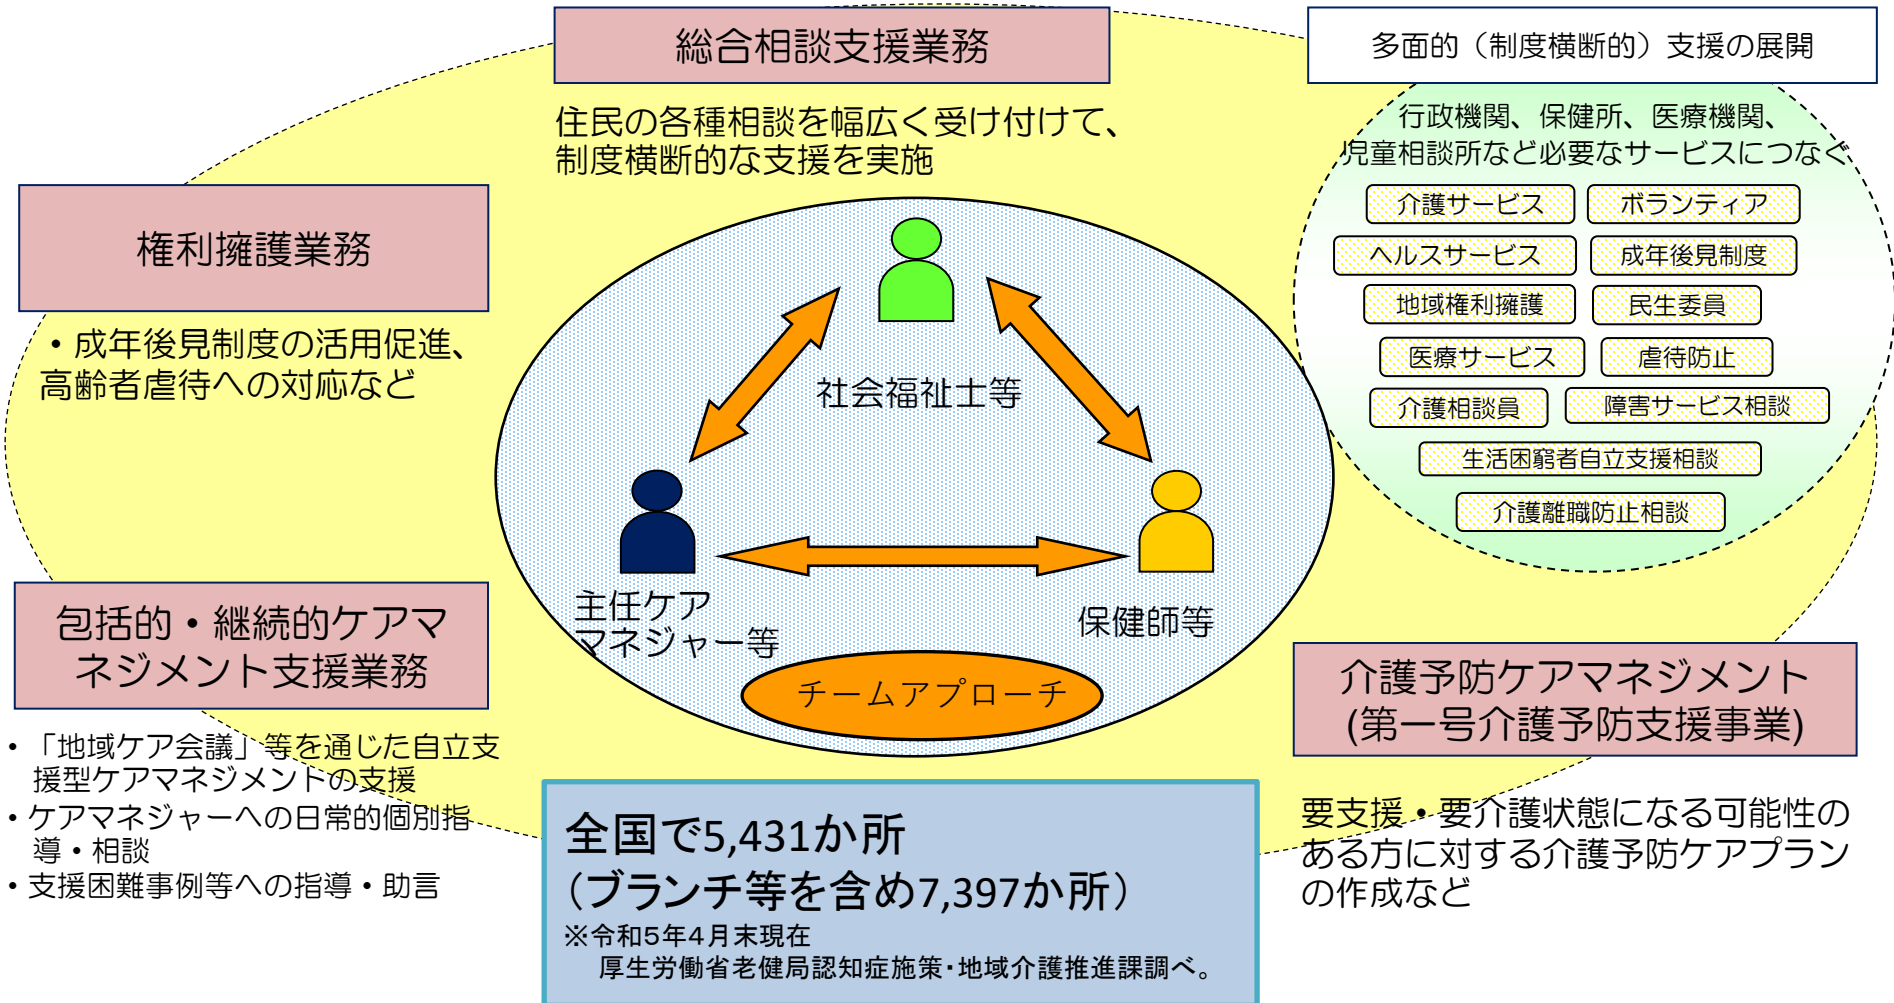 総合相談支援業務
住民の各種相談を幅広く受け付けて、
制度横断的な支援を実施
多面的（制度横断的）支援の展開
行政機関、保健所、医療機関、
児童相談所など必要なサービスにつなぐ
介護サービス
ボランティア
ヘルスサービス
成年後見制度
地域権利擁護
民生委員
医療サービス
虐待防止
介護相談員
障害サービス相談
生活困窮者自立支援相談
介護離職防止相談
権利擁護業務
・成年後見制度の活用促進、
高齢者虐待への対応など
社会福祉士等
主任ケア
マネジャー等
保健師等
チームアプローチ
包括的・継続的ケアマ
ネジメント支援業務
・「地域ケア会議」等を通じた自立支
援型ケアマネジメントの支援
・ケアマネジャーへの日常的個別指
導・相談
・支援困難事例等への指導・助言
介護予防ケアマネジメント
(第一号介護予防支援事業)
要支援・要介護状態になる可能性の
ある方に対する介護予防ケアプラン
の作成など
全国で5,431か所
（ブランチ等を含め7,397か所）
※令和5年4月末現在
厚生労働省老健局認知症施策・地域介護推進課調べ。